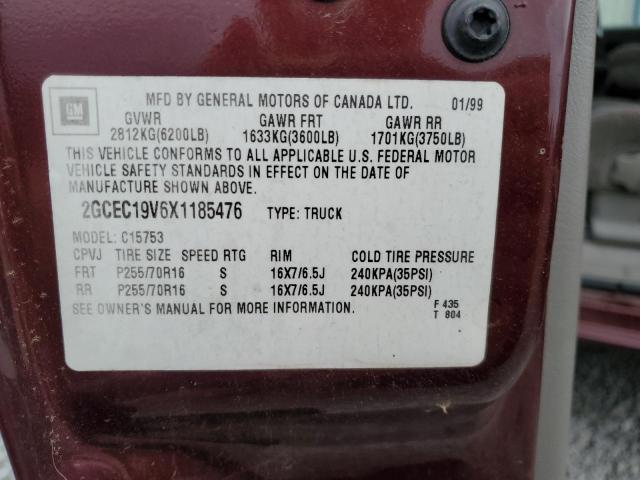 GM
MFD BY GENERAL MOTORS OF CANADA LTD. 01/99
GVWR GAWR FRT GAWR RR
2812KG(6200LB) 1633KG(3600LB) 1701KG(3750LB)
THIS VEHICLE CONFORMS TO ALL APPLICABLE U.S. FEDERAL MOTOR
VEHICLE SAFETY STANDARDS IN EFFECT ON THE DATE OF
MANUFACTURE SHOWN ABOVE.
2GCEC19V6X1185476 TYPE: TRUCK
MODEL: C15753
CPVJ TIRE SIZE SPEED RTG RIM COLD TIRE PRESSURE
FRT P255/70R16 S 16X7/6.5J 240KPA(35PSI)
RR P255/70R16 S 16X7/6.5J 240KPA(35PSI)
SEE OWNER'S MANUAL FOR MORE INFORMATION.
F 435
T 804